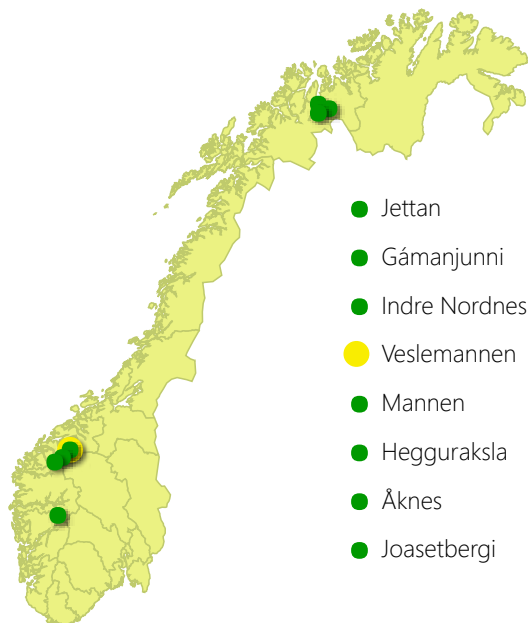 Jettan
Gámanjunni
Indre Nordnes
Veslemannen
Mannen
Hegguraksla
Åknes
Joasetbergi